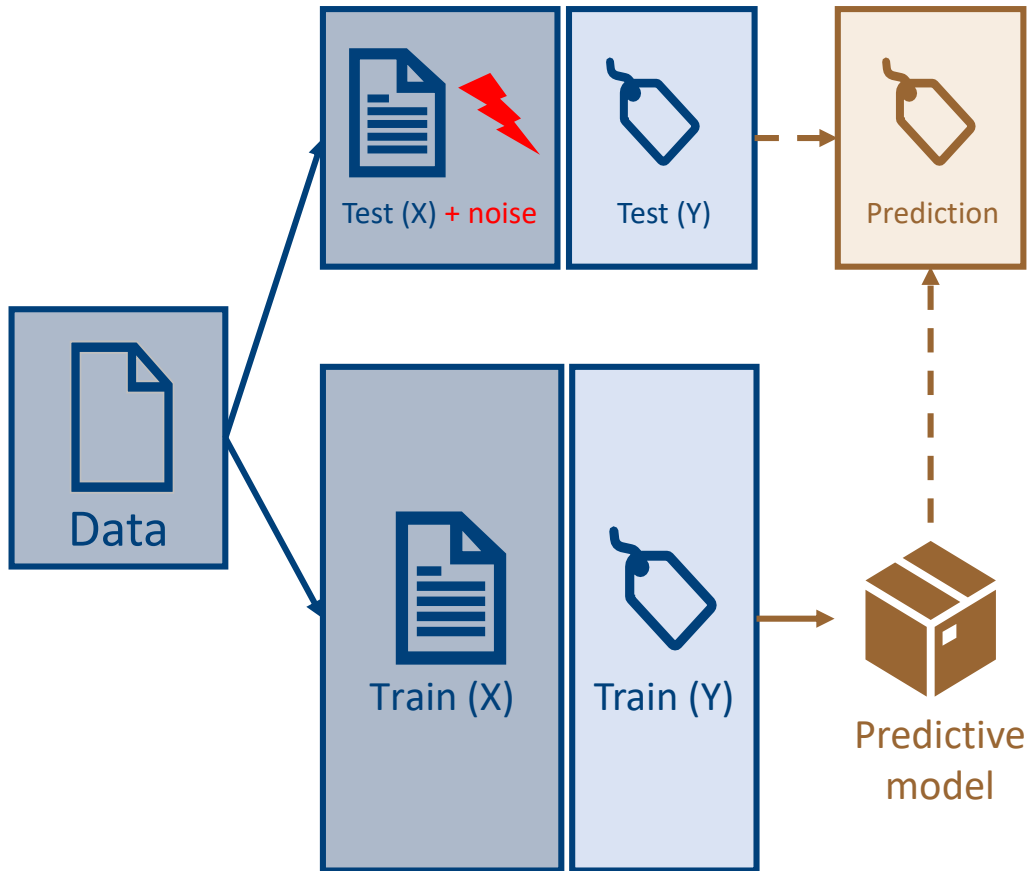 Test (X) + noise
Test (Y)
Prediction
Data
Train (X)
Train (Y)
Predictive
model